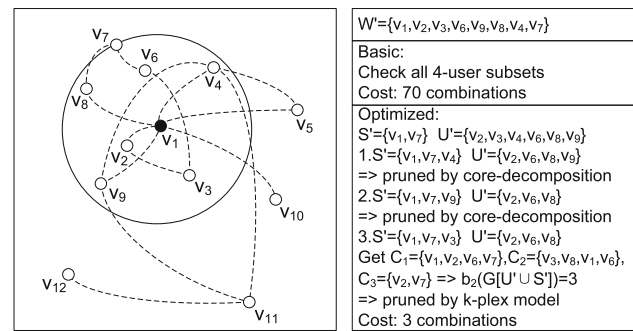 v7
v6
v4
v8
v5
v1
v2
v3
v9
v10
v12
v11
W'={v1,v2,v3,v6,v9,v8,v4,v7}
Basic:
Check all 4-user subsets
Cost: 70 combinations
Optimized:
S'={v1,v7} U'={v2,v3,v4,v6,v8,v9}
1.S'={v1,v7,v4} U'={v2,v6,v8,v9}
=> pruned by core-decomposition
2.S'={v1,v7,v9} U'={v2,v6,v8}
=> pruned by core-decomposition
3.S'={v1,v7,v3} U'={v2,v6,v8}
Get C1={v1,v2,v6,v7},C2={v3,v8,v1,v6},
C3={v2,v7} => b2(G[U'∪S'])=3
=> pruned by k-plex model
Cost: 3 combinations